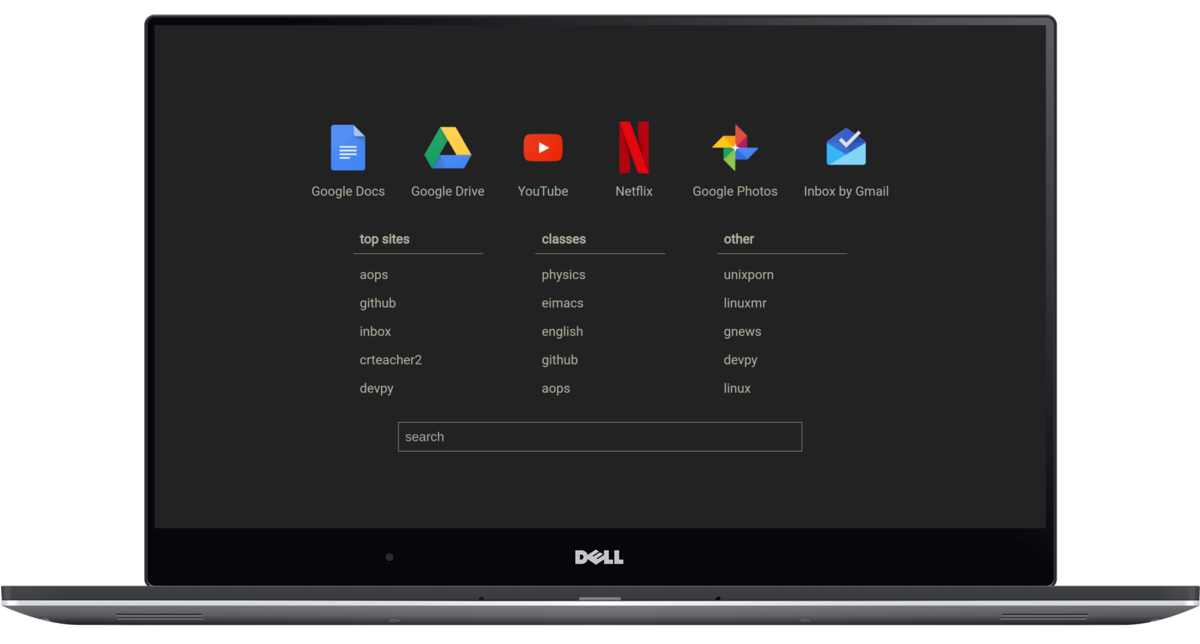 Google Docs Google Drive YouTube Netflix Google Photos Inbox by Gmail
top sites classes other
aops physics unixporn
github eimacs linuxmr
inbox english gnews
crteacher2 github devpy
devpy aops linux
search
DELL